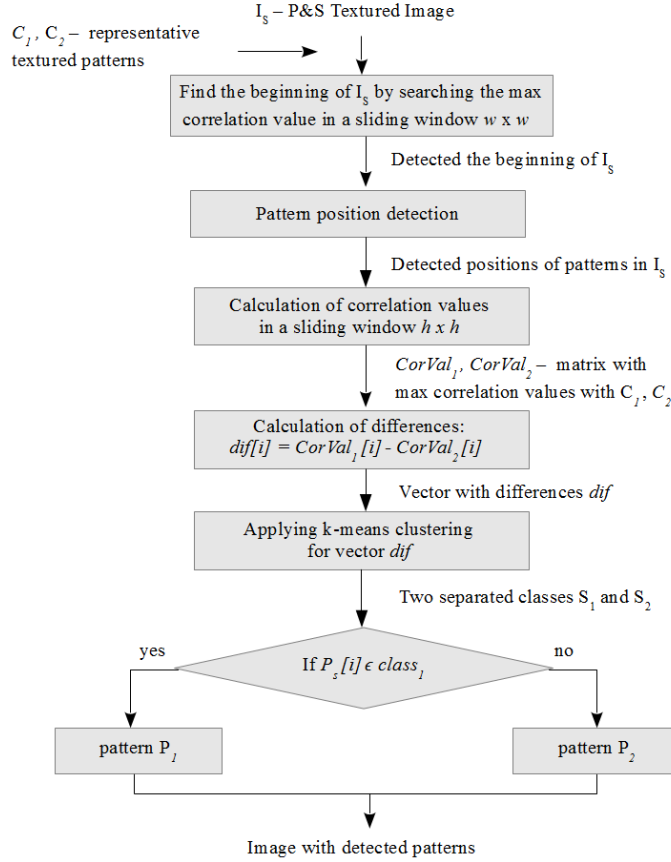 I_S – P&S Textured Image
C_1, C_2 – representative
textured patterns
Find the beginning of I_S by searching the max
correlation value in a sliding window w x w
Detected the beginning of I_S
Pattern position detection
Detected positions of patterns in I_S
Calculation of correlation values
in a sliding window h x h
CorVal_1, CorVal_2 – matrix with
max correlation values with C_1, C_2
Calculation of differences:
dif[i] = CorVal_1[i] - CorVal_2[i]
Vector with differences dif
Applying k-means clustering
for vector dif
Two separated classes S_1 and S_2
yes
no
If P_s[i] ϵ class_1
pattern P_1
pattern P_2
Image with detected patterns